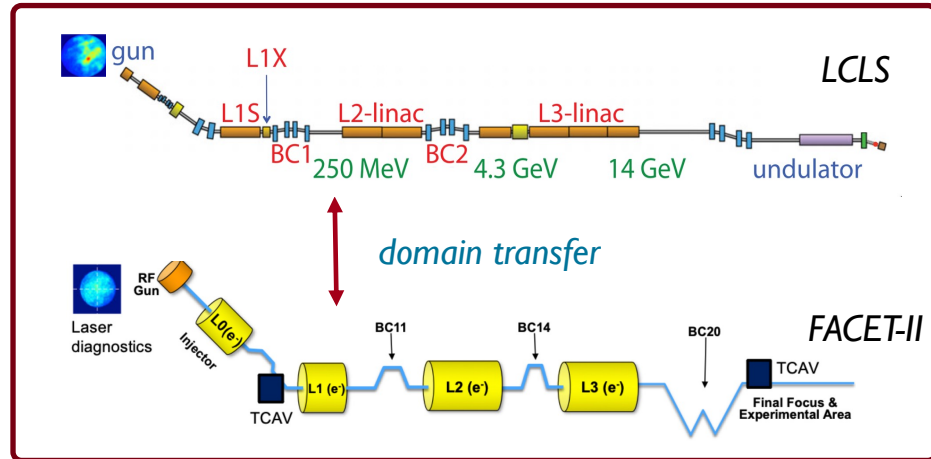 gun
L1X
LCLS
L1S
L2-linac
L3-linac
BC1
BC2
250 MeV
4.3 GeV
14 GeV
undulator
domain transfer
RF
Gun
FACET-II
Laser
diagnostics
L0(e-)
Injector
BC11
BC14
BC20
TCAV
TCAV
L1 (e-)
L2 (e-)
L3 (e-)
Final Focus &
Experimental Area